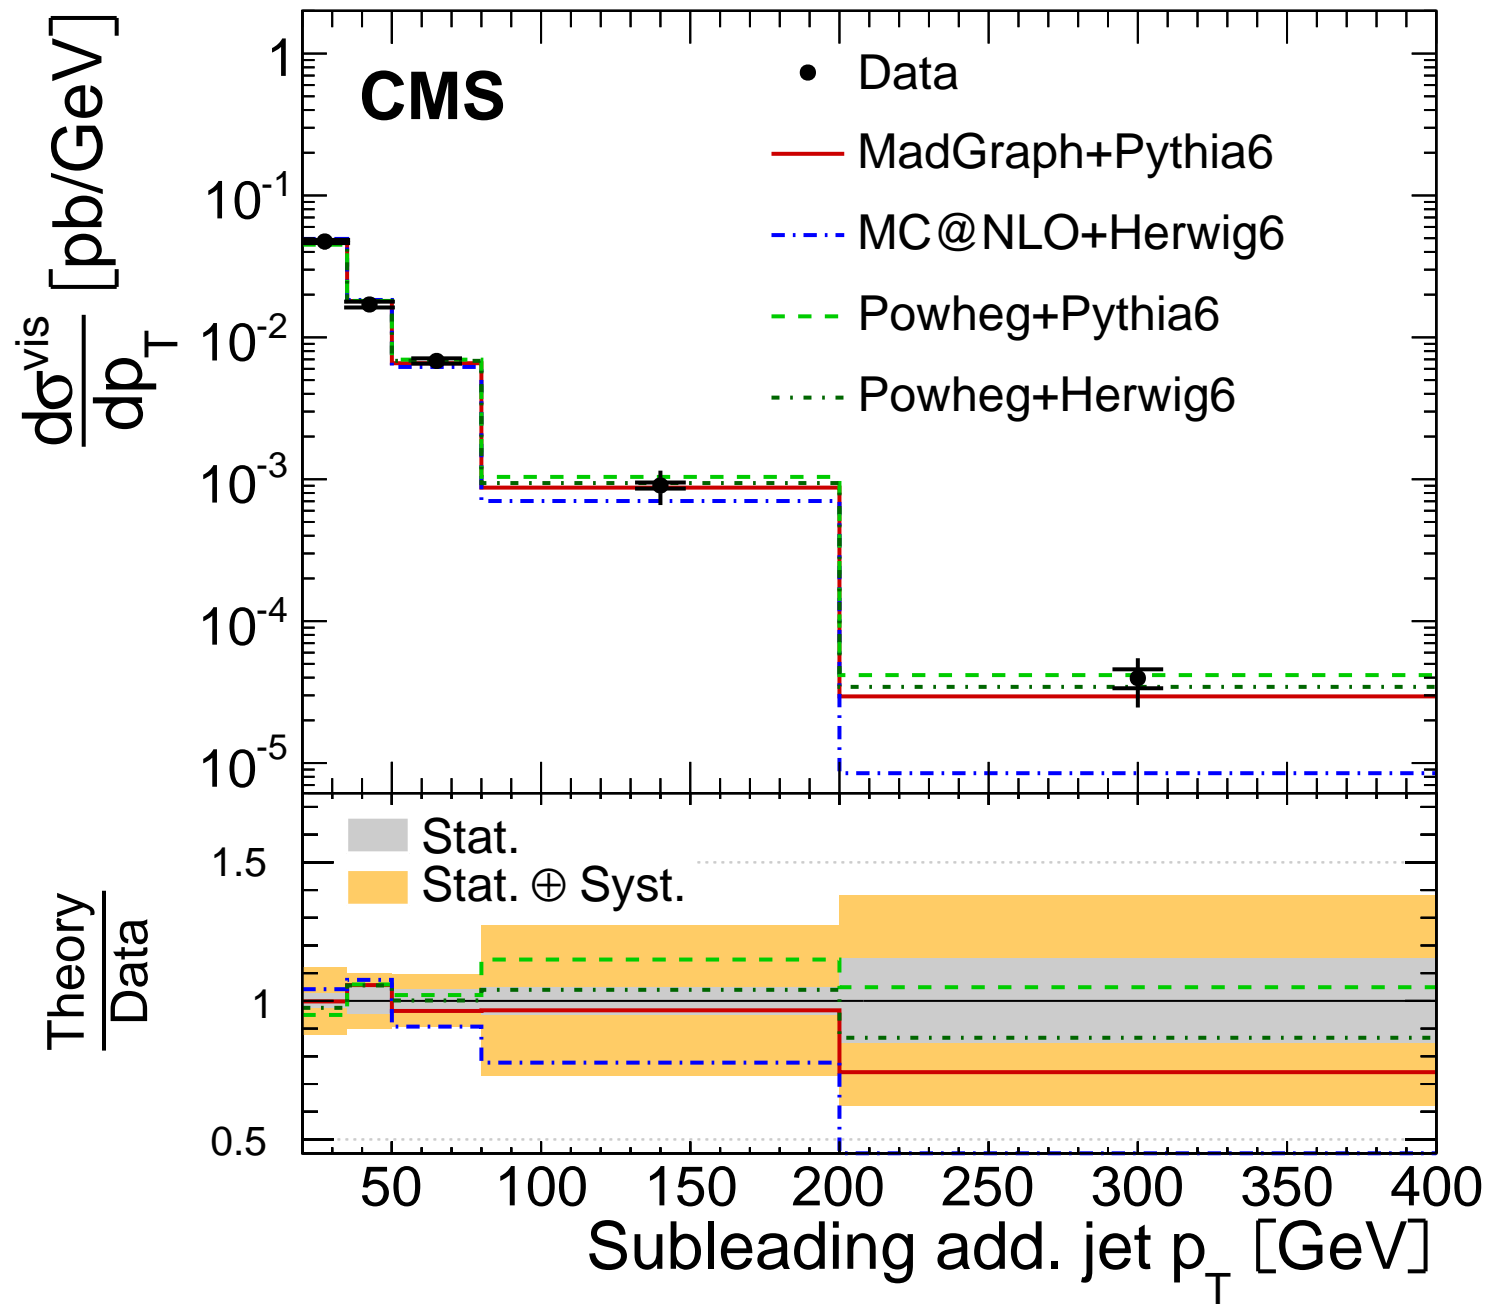 CMS
Data
MadGraph+Pythia6
MC@NLO+Herwig6
Powheg+Pythia6
Powheg+Herwig6
dσ^vis
dp_T
[pb/GeV]
1
10^-1
10^-2
10^-3
10^-4
10^-5
Stat.
Stat. ⊕ Syst.
Theory
Data
1.5
1
0.5
50 100 150 200 250 300 350 400
Subleading add. jet p_T [GeV]